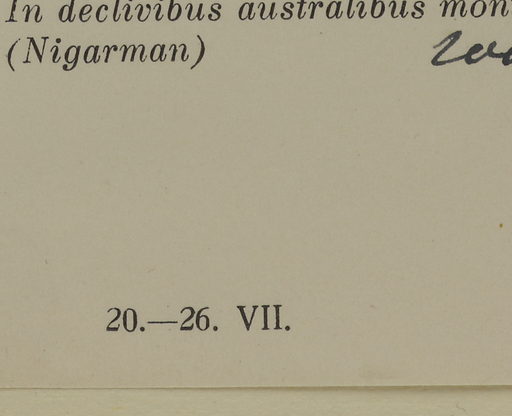 In declivibus australibus
(Nigarman)
20.—26. VII.